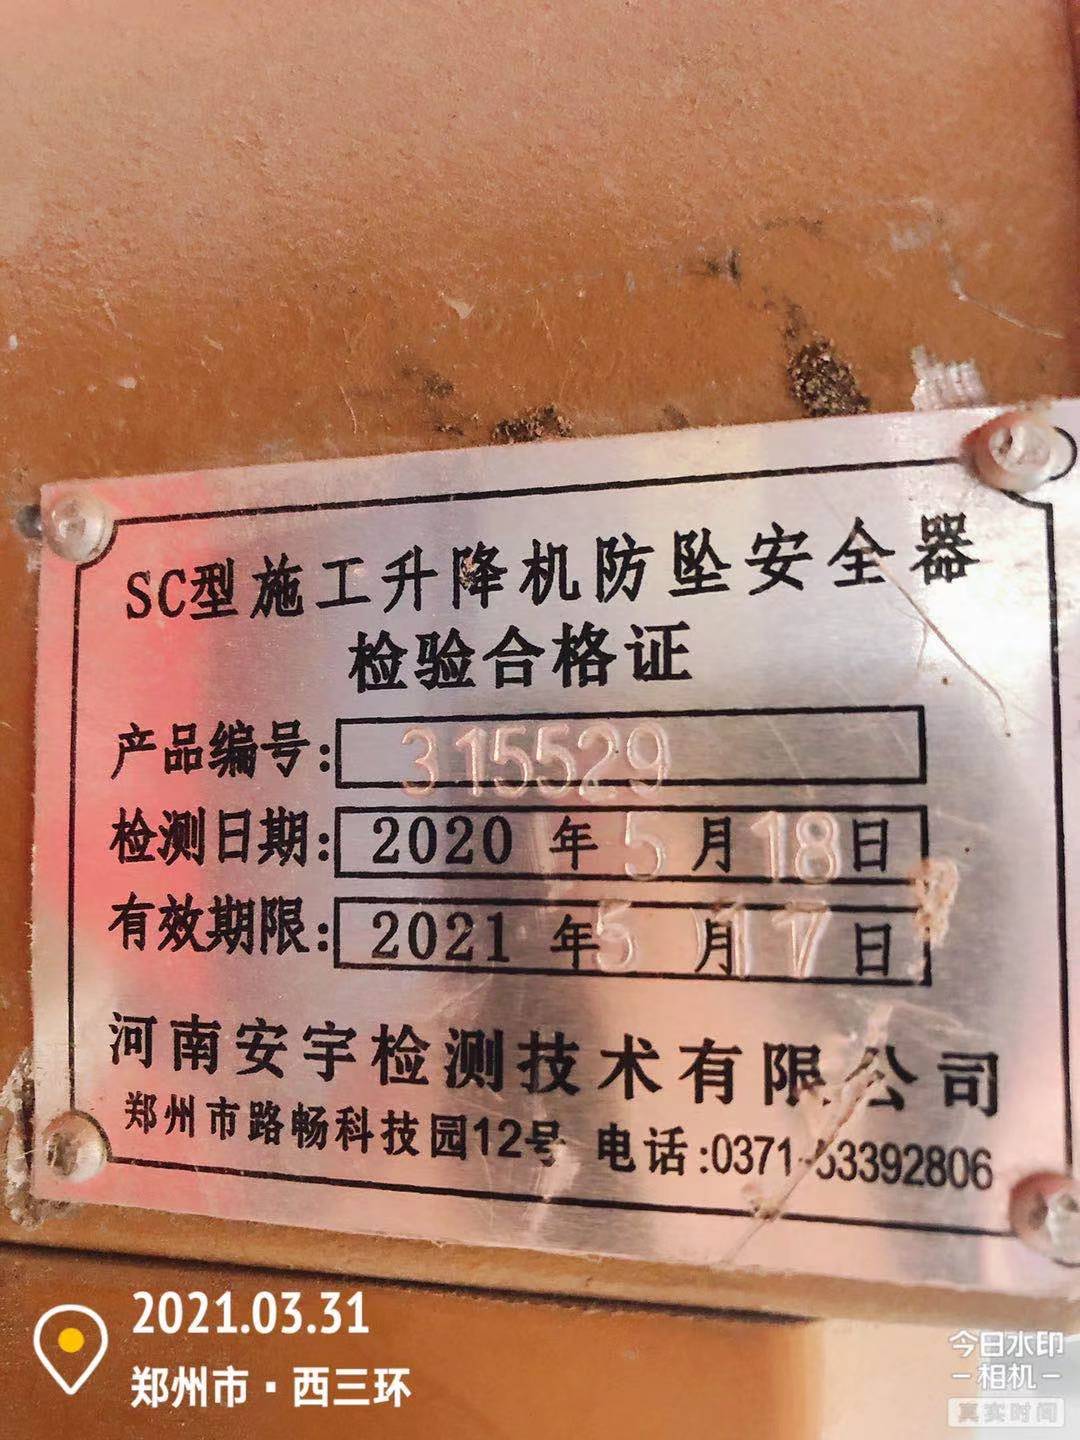 SC型施工升降机防坠安全器
检验合格证
产品编号: 315529
检测日期: 2020 年 5 月 18 日
有效期限: 2021 年 5 月 17 日
河南安宇检测技术有限公司
郑州市路畅科技园12号 电话:0371-63392806
2021.03.31
郑州市·西三环
今日水印
-相机-
真实时间